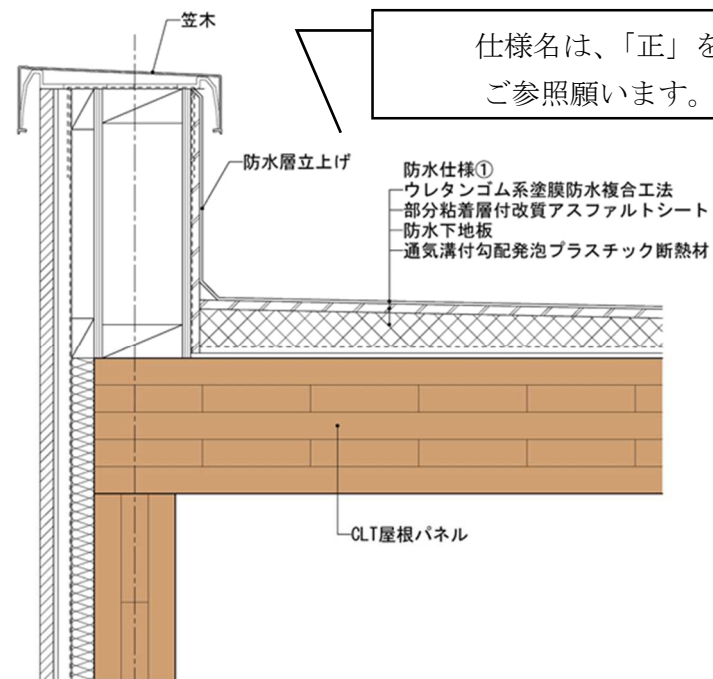 笠木
仕様名は、「正」を
ご参照願います。
防水層立上げ
防水仕様①
ウレタンゴム系塗膜防水複合工法
部分粘着層付改質アスファルトシート
防水下地板
通気溝付勾配発泡プラスチック断熱材
CLT屋根パネル